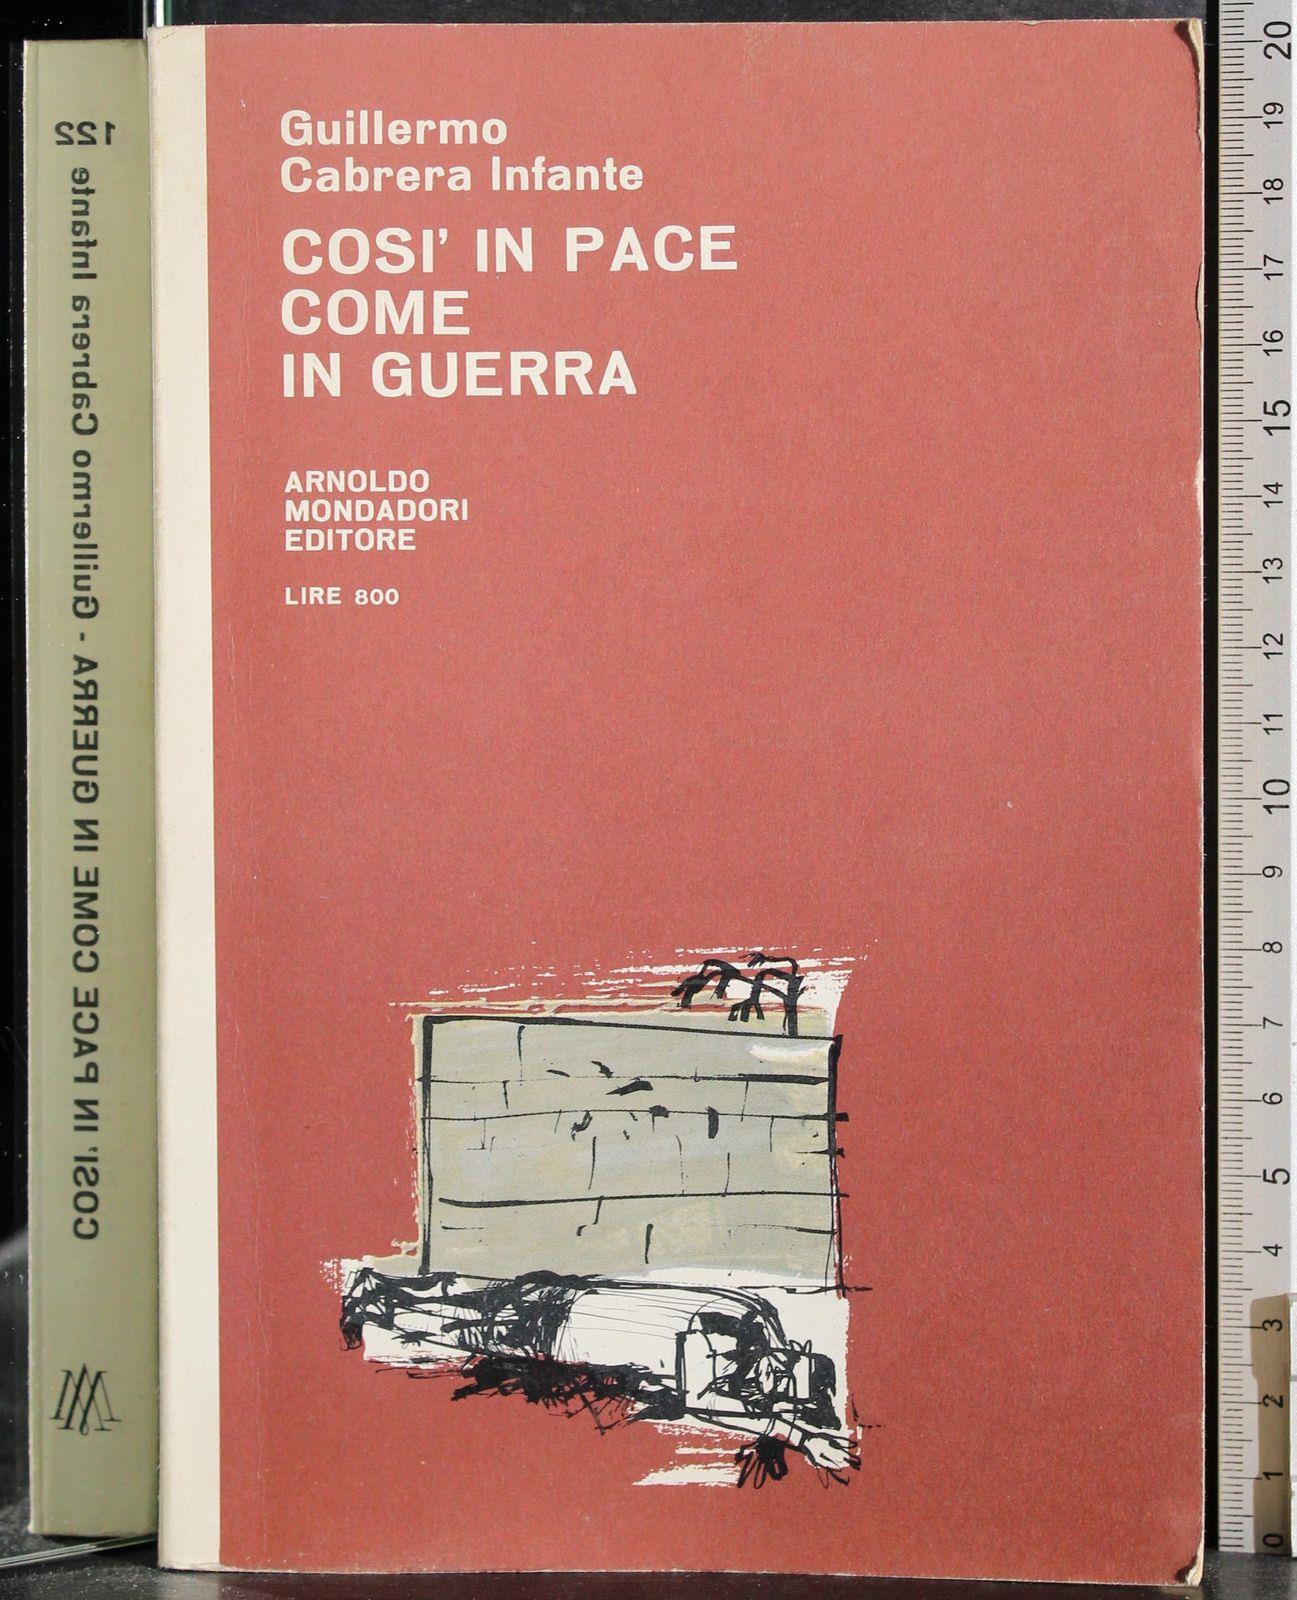 Guillermo
Cabrera Infante
COSI' IN PACE
COME
IN GUERRA
ARNOLDO
MONDADORI
EDITORE
LIRE 800
COSI' IN PACE COME IN GUERRA - Guillermo Cabrera Infante 122
20
19
18
17
16
15
14
13
12
11
10
9
8
7
6
5
4
3
2
1
0